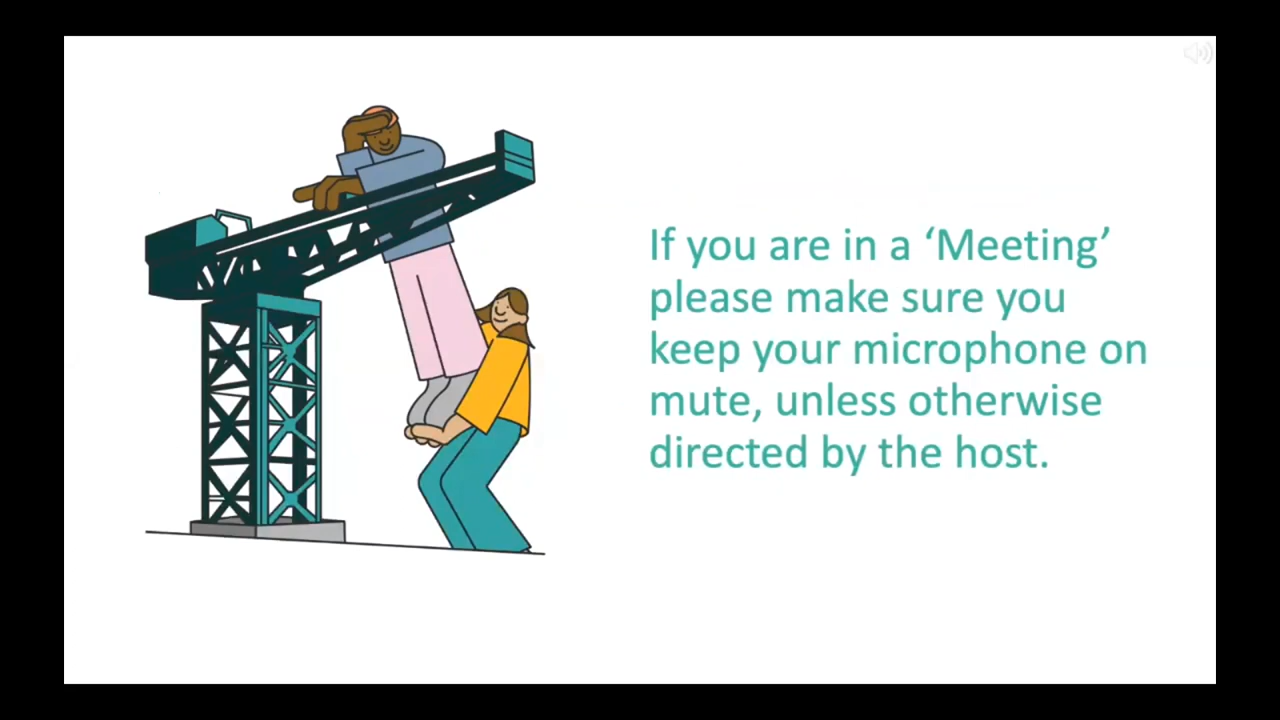 If you are in a ‘Meeting’
please make sure you
keep your microphone on
mute, unless otherwise
directed by the host.